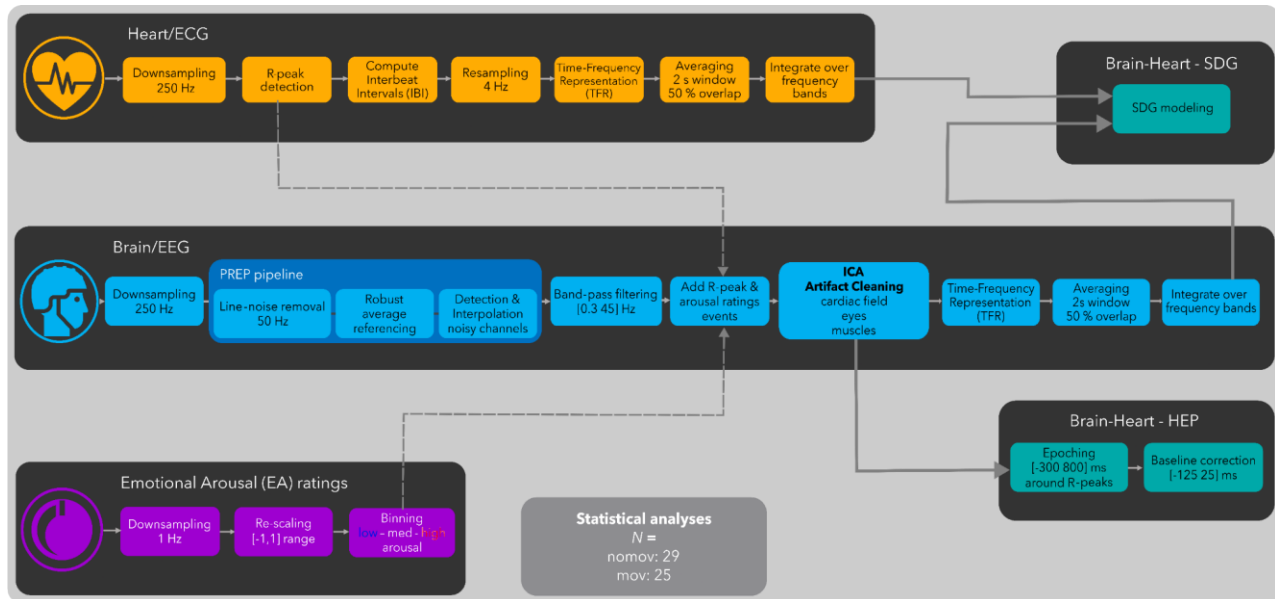 Heart/ECG
Downsampling
250 Hz
R-peak
detection
Compute
Interbeat
Intervals (IBI)
Resampling
4 Hz
Time-Frequency
Representation
(TFR)
Averaging
2 s window
50 % overlap
Integrate over
frequency
bands
Brain-Heart - SDG
SDG modeling
Brain/EEG
Downsampling
250 Hz
PREP pipeline
Line-noise removal
50 Hz
Robust
average
referencing
Detection &
Interpolation
noisy channels
Band-pass filtering
[0.3 45] Hz
Add R-peak &
arousal ratings
events
ICA
Artifact Cleaning
cardiac field
eyes
muscles
Time-Frequency
Representation
(TFR)
Averaging
2s window
50 % overlap
Integrate over
frequency bands
Brain-Heart - HEP
Epoching
[-300 800] ms
around R-peaks
Baseline correction
[-125 25] ms
Emotional Arousal (EA) ratings
Downsampling
1 Hz
Re-scaling
[-1,1] range
Binning
low - med - high
arousal
Statistical analyses
N =
nomov: 29
mov: 25